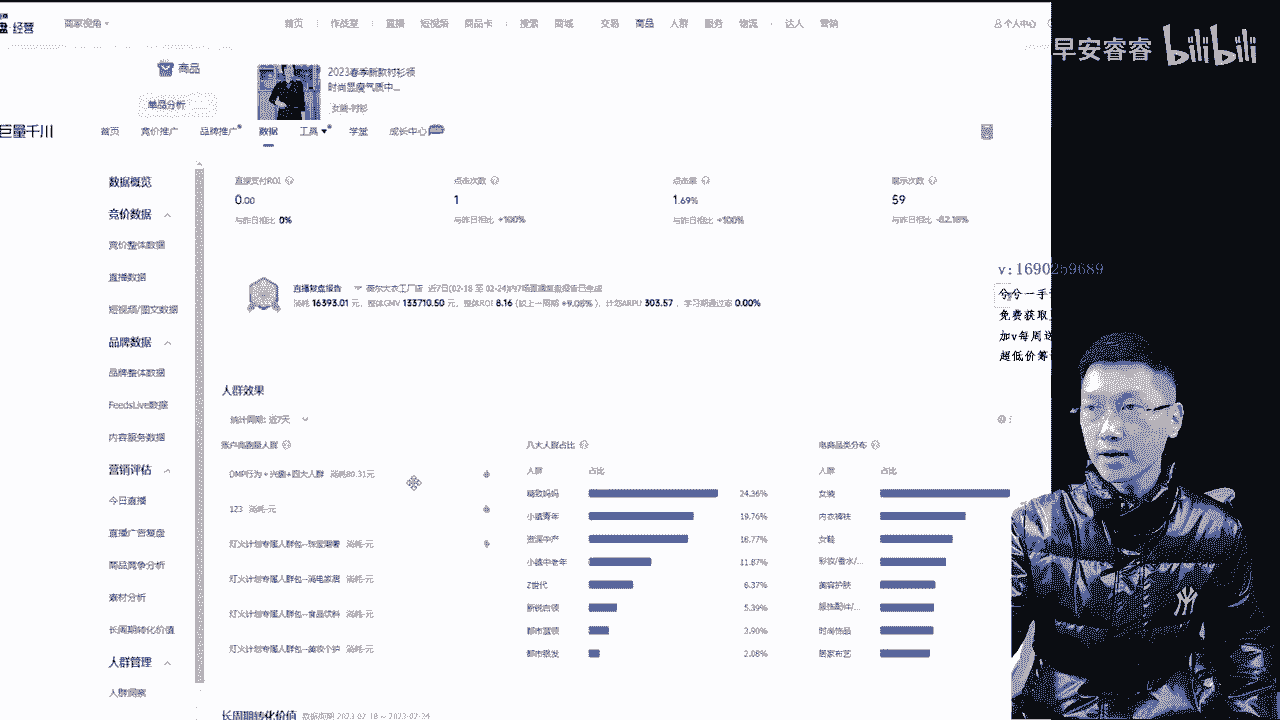 经营 商家视角
首页 作战室 直播 短视频 商品卡 搜索 商城 交易 商品 人群 服务 物流 达人 营销
个人中心
早安睿睿 bilibili
商品
2023春季新款衬衫领
时尚显瘦气质中...
女装-衬衫
单品分析
巨量千川
首页 竞价推广 品牌推广 数据 工具 学堂 成长中心
数据概览
竞价数据
竞价整体数据
直播数据
短视频/图文数据
品牌数据
品牌整体数据
FeedsLive数据
内容服务数据
营销评估
今日直播
直播广告复盘
商品竞争分析
素材分析
长周期转化价值
人群管理
人群洞察
直接支付ROI 点击次数 点击率 展示次数
0.00 1 1.69% 59
与昨日相比 0% 与昨日相比 +100% 与昨日相比 +100% 与昨日相比 -82.18%
直播复盘报告
大衣工厂店 近7日(02-18 至 02-24)内7场直播复盘报告已完成
消耗 16393.01 元, 整体GMV 133710.50 元, 整体ROI 8.16 (较上一周期 +9.06%), 计划ARPU 303.57, 学习期通过率 0.00%
v:1690259689
分分一手
免费获取
加v每周
超低价筹
人群效果
统计周期: 近7天
账户高跑量人群
DMP行为+兴趣+四大人群 消耗80.31元
123 消耗-元
灯火计划专属人群包--珠宝潮奢 消耗-元
灯火计划专属人群包--消电家居 消耗-元
灯火计划专属人群包--食品饮料 消耗-元
灯火计划专属人群包--美妆个护 消耗-元
八大人群占比
人群 占比
精致妈妈 24.36%
小镇青年 19.76%
资深中产 18.77%
小镇中老年 11.87%
Z世代 8.37%
新锐白领 5.39%
都市蓝领 3.90%
都市银发 2.08%
电商品类分布
人群 占比
女装
内衣裤袜
女鞋
彩妆/香水/...
美容护肤
服饰配件/...
时尚饰品
居家布艺
长周期转化价值 数据周期 2023-02-18 ~ 2023-02-24